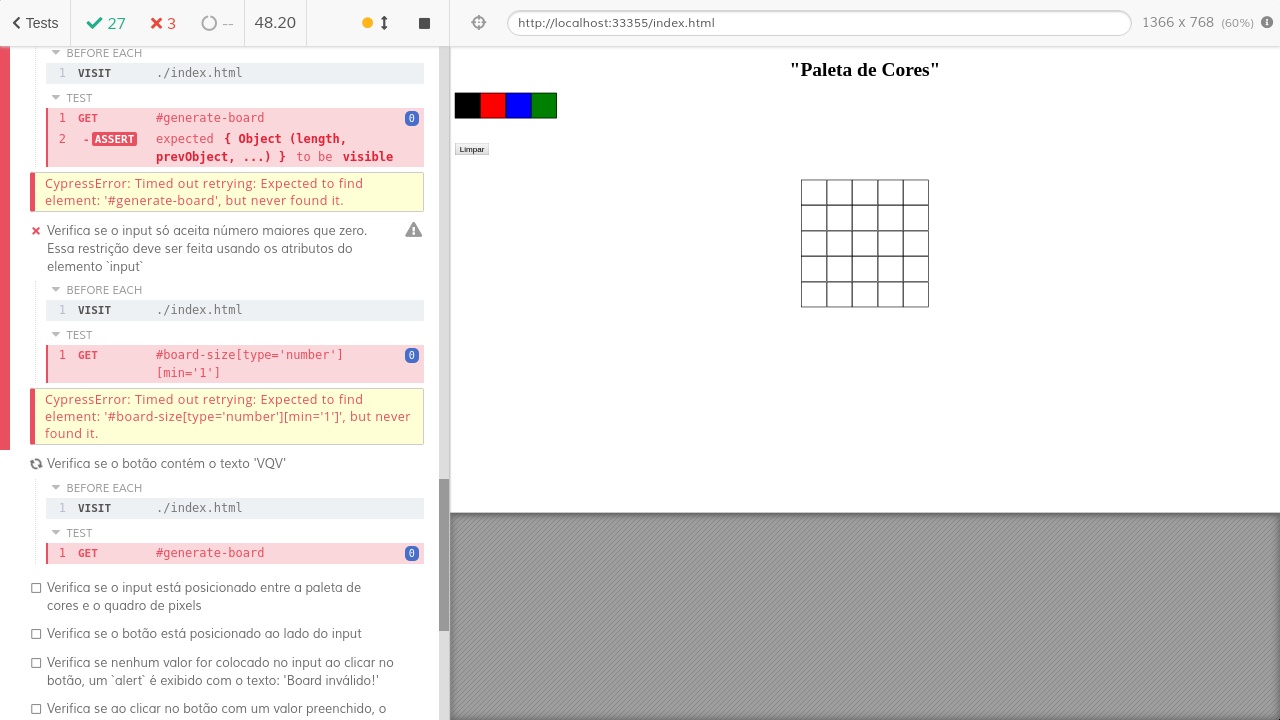 Tests
27
3
--
48.20
http://localhost:33355/index.html
1366 x 768 (60%)
BEFORE EACH
1 VISIT ./index.html
TEST
1 GET #generate-board 0
2 -ASSERT expected { Object (length,
prevObject, ...) } to be visible
CypressError: Timed out retrying: Expected to find
element: '#generate-board', but never found it.
Verifica se o input só aceita número maiores que zero.
Essa restrição deve ser feita usando os atributos do
elemento `input`
BEFORE EACH
1 VISIT ./index.html
TEST
1 GET #board-size[type='number'] 0
[min='1']
CypressError: Timed out retrying: Expected to find
element: '#board-size[type='number'][min='1']', but never
found it.
Verifica se o botão contém o texto 'VQV'
BEFORE EACH
1 VISIT ./index.html
TEST
1 GET #generate-board 0
Verifica se o input está posicionado entre a paleta de
cores e o quadro de pixels
Verifica se o botão está posicionado ao lado do input
Verifica se nenhum valor for colocado no input ao clicar no
botão, um `alert` é exibido com o texto: 'Board inválido!'
Verifica se ao clicar no botão com um valor preenchido, o
"Paleta de Cores"
Limpar